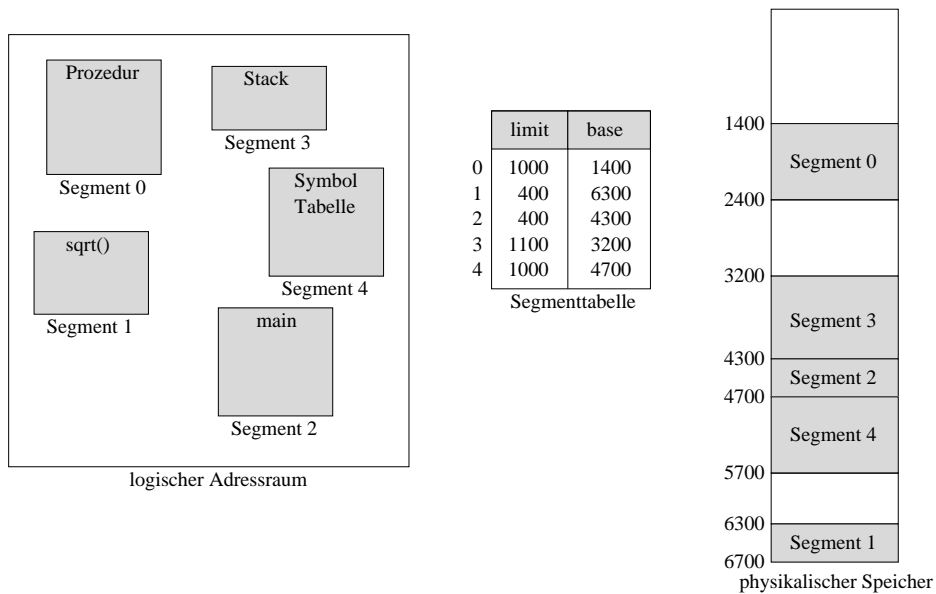 Prozedur
Segment 0
Stack
Segment 3
Symbol
Tabelle
Segment 4
sqrt()
Segment 1
main
Segment 2
logischer Adressraum
limit base
0 1000 1400
1 400 6300
2 400 4300
3 1100 3200
4 1000 4700
Segmenttabelle
1400
Segment 0
2400
3200
Segment 3
4300
Segment 2
4700
Segment 4
5700
6300
Segment 1
6700
physikalischer Speicher